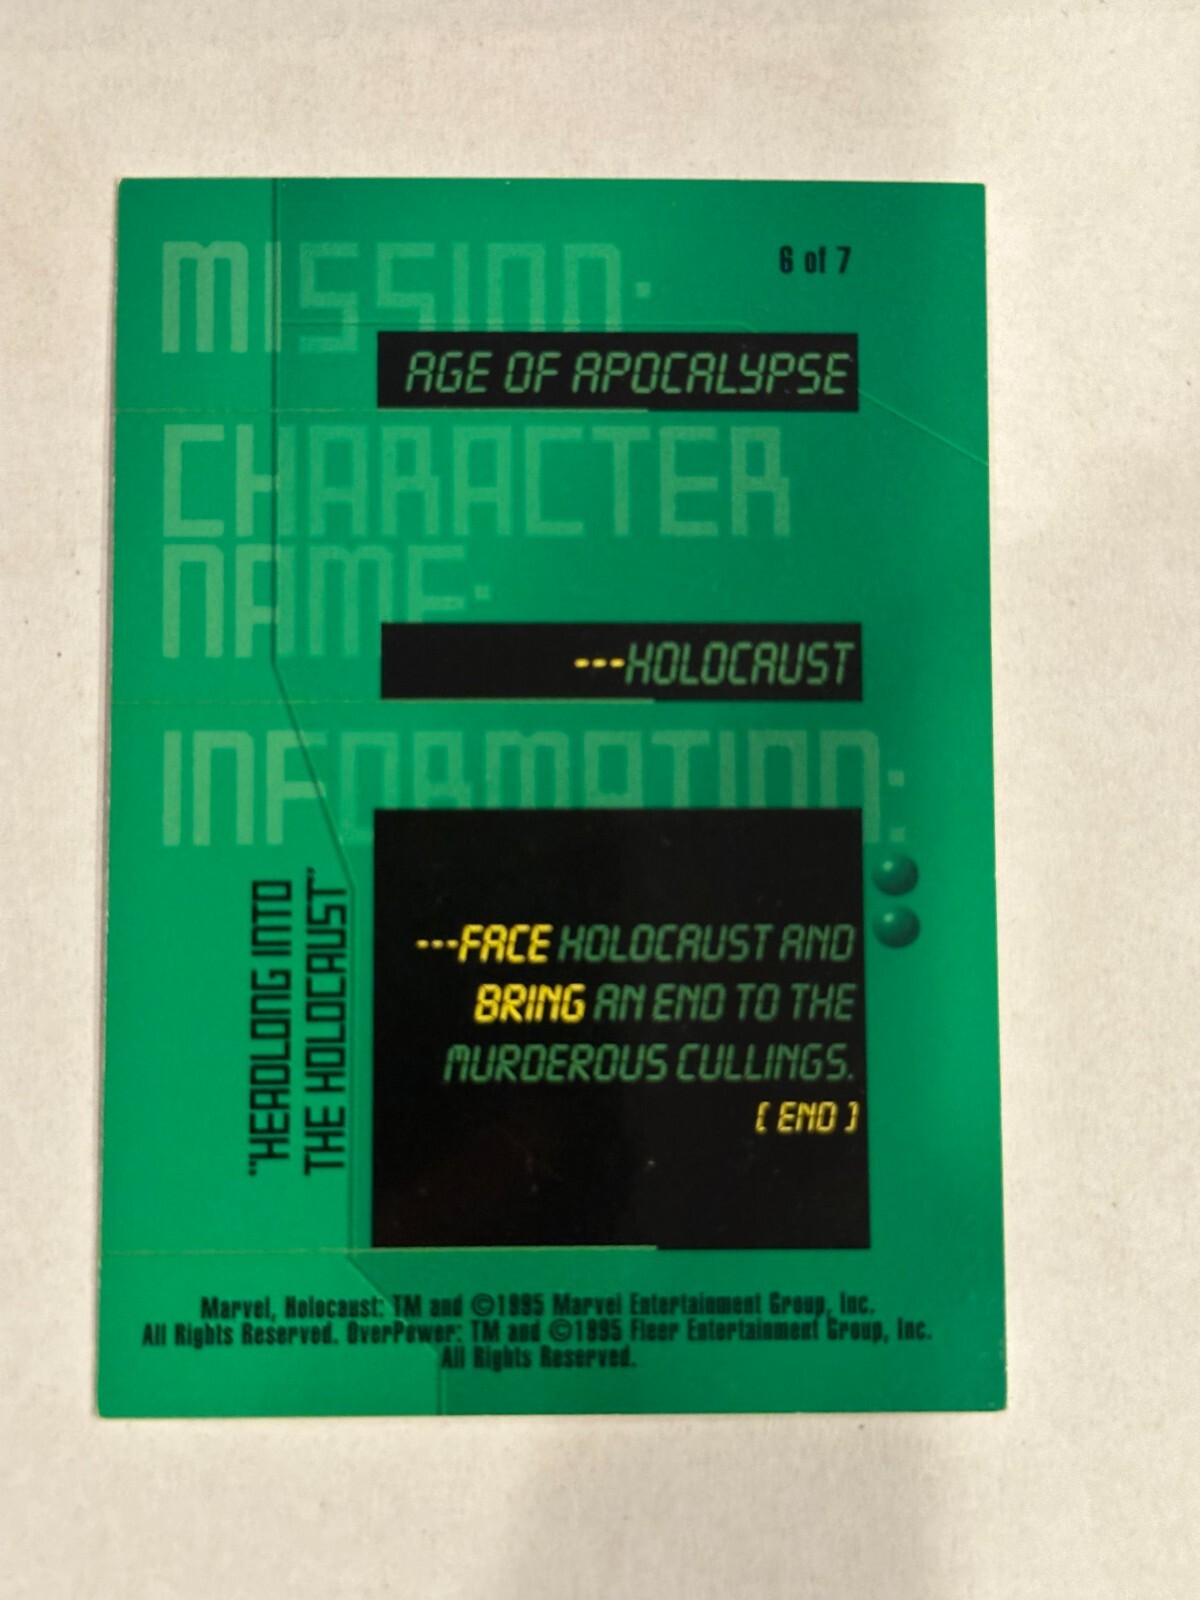 MISSION:
6 of 7
AGE OF APOCALYPSE
CHARACTER
NAME:
---HOLOCAUST
INFORMATION:
"HEADLONG INTO
THE HOLOCAUST"
---FACE HOLOCAUST AND
BRING AN END TO THE
MURDEROUS CULLINGS.
[ END ]
Marvel, Holocaust: TM and ©1995 Marvel Entertainment Group, Inc.
All Rights Reserved. OverPower: TM and ©1995 Fleer Entertainment Group, Inc.
All Rights Reserved.